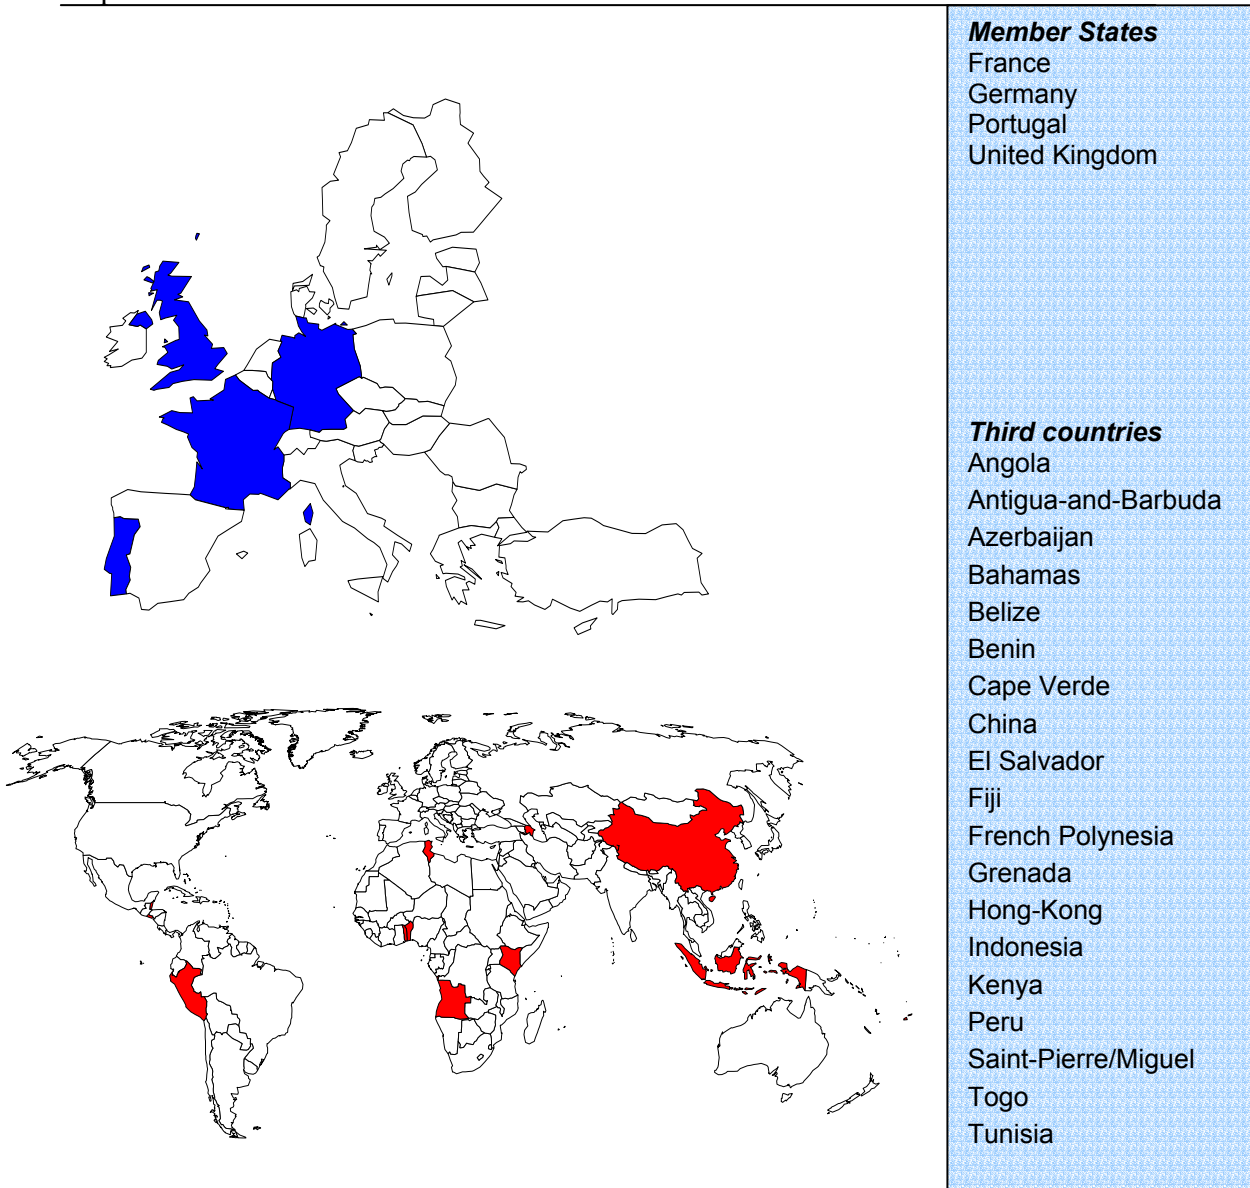 Member States
France
Germany
Portugal
United Kingdom
Third countries
Angola
Antigua-and-Barbuda
Azerbaijan
Bahamas
Belize
Benin
Cape Verde
China
El Salvador
Fiji
French Polynesia
Grenada
Hong-Kong
Indonesia
Kenya
Peru
Saint-Pierre/Miguel
Togo
Tunisia